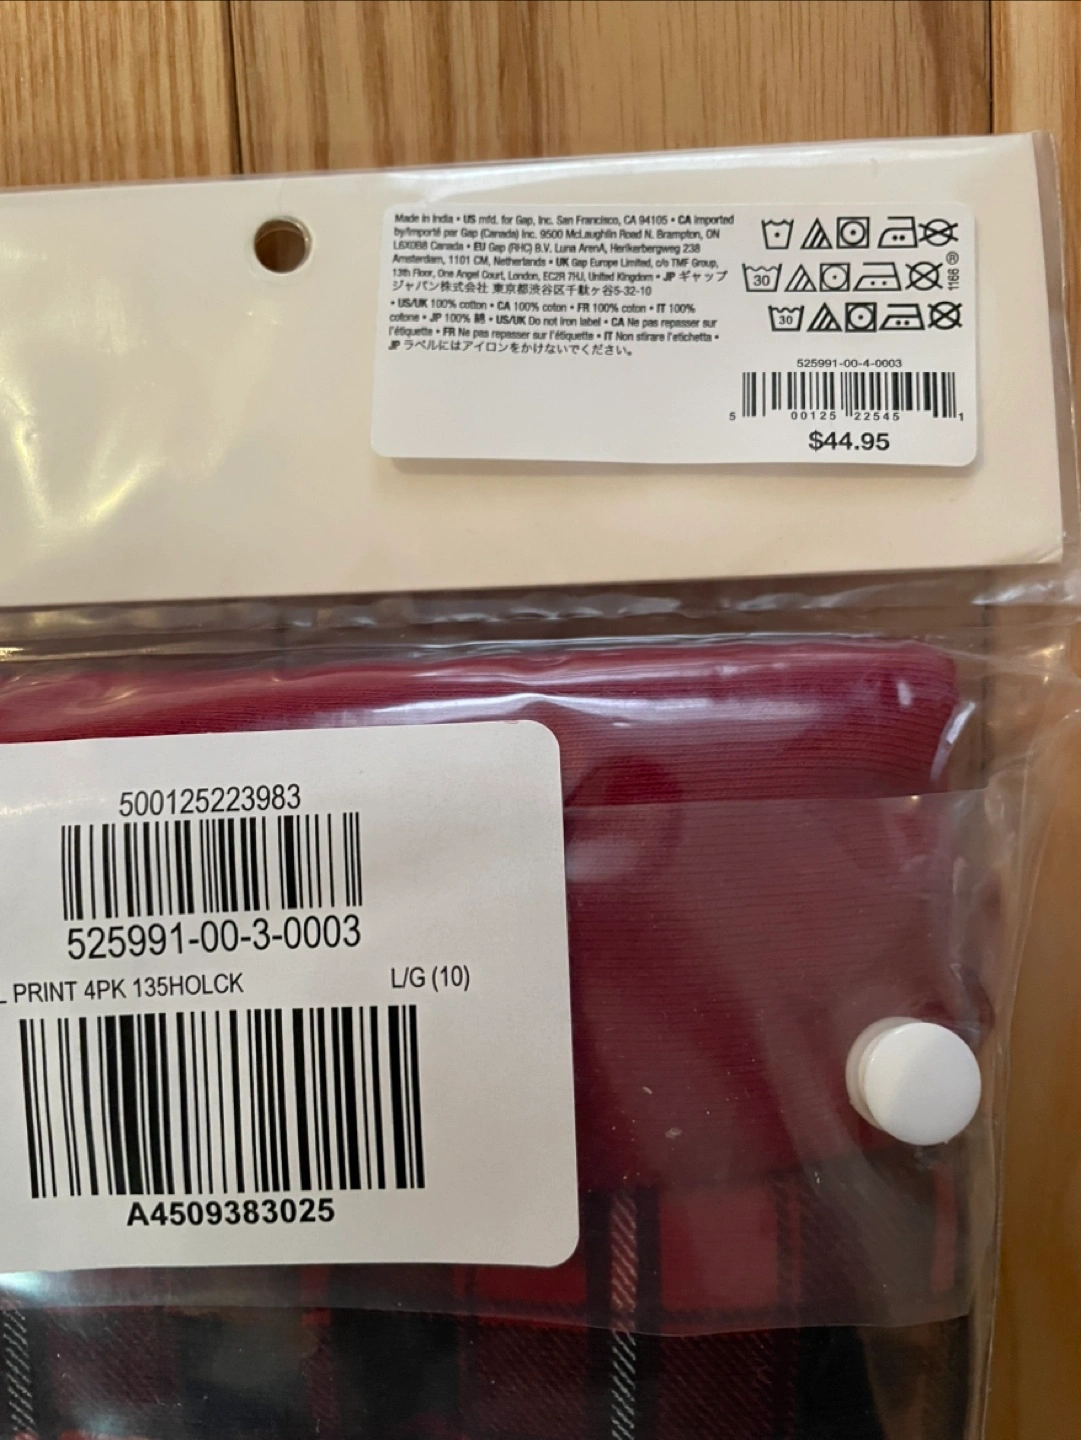 Made in India • US mfd. for Gap, Inc. San Francisco, CA 94105 • CA imported
by/importé par Gap (Canada) Inc. 9500 McLaughlin Road N. Brampton, ON
L6X0B8 Canada • EU Gap (RHC) B.V. Luna ArenA, Herikerbergweg 238
Amsterdam, 1101 CM, Netherlands • UK Gap Europe Limited, c/o TMF Group,
13th Floor, One Angel Court, London, EC2R 7HJ, United Kingdom • JP ギャップ
ジャパン株式会社 東京都渋谷区千駄ヶ谷5-32-10
• US/UK 100% cotton • CA 100% coton • FR 100% coton • IT 100%
cotone • JP 100% 綿 • US/UK Do not iron label • CA Ne pas repasser sur
l'étiquette • FR Ne pas repasser sur l'étiquette • IT Non stirare l'etichetta •
JP ラベルにはアイロンをかけないでください。
30
30
1166 ®
525991-00-4-0003
5 00125 22545 1
$44.95
500125223983
525991-00-3-0003
L PRINT 4PK 135HOLCK L/G (10)
A4509383025